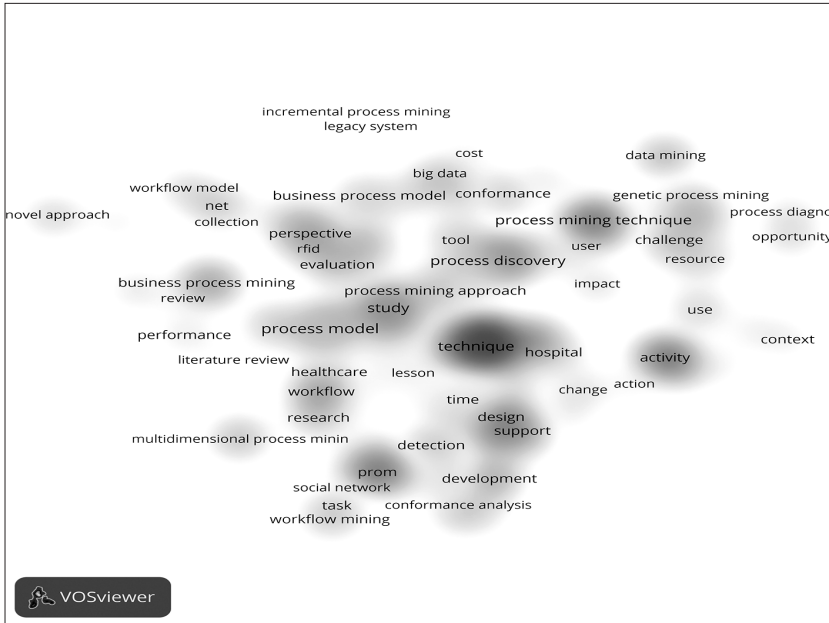 incremental process mining
legacy system
cost
data mining
big data
workflow model
business process model
conformance
genetic process mining
net
novel approach
process diagno
collection
process mining technique
perspective
tool
user
challenge
opportunity
rfid
evaluation
process discovery
resource
business process mining
impact
review
process mining approach
study
use
process model
performance
context
technique
hospital
activity
literature review
healthcare
lesson
action
workflow
change
time
research
design
support
multidimensional process minin
detection
prom
development
social network
task
conformance analysis
workflow mining
VOSviewer